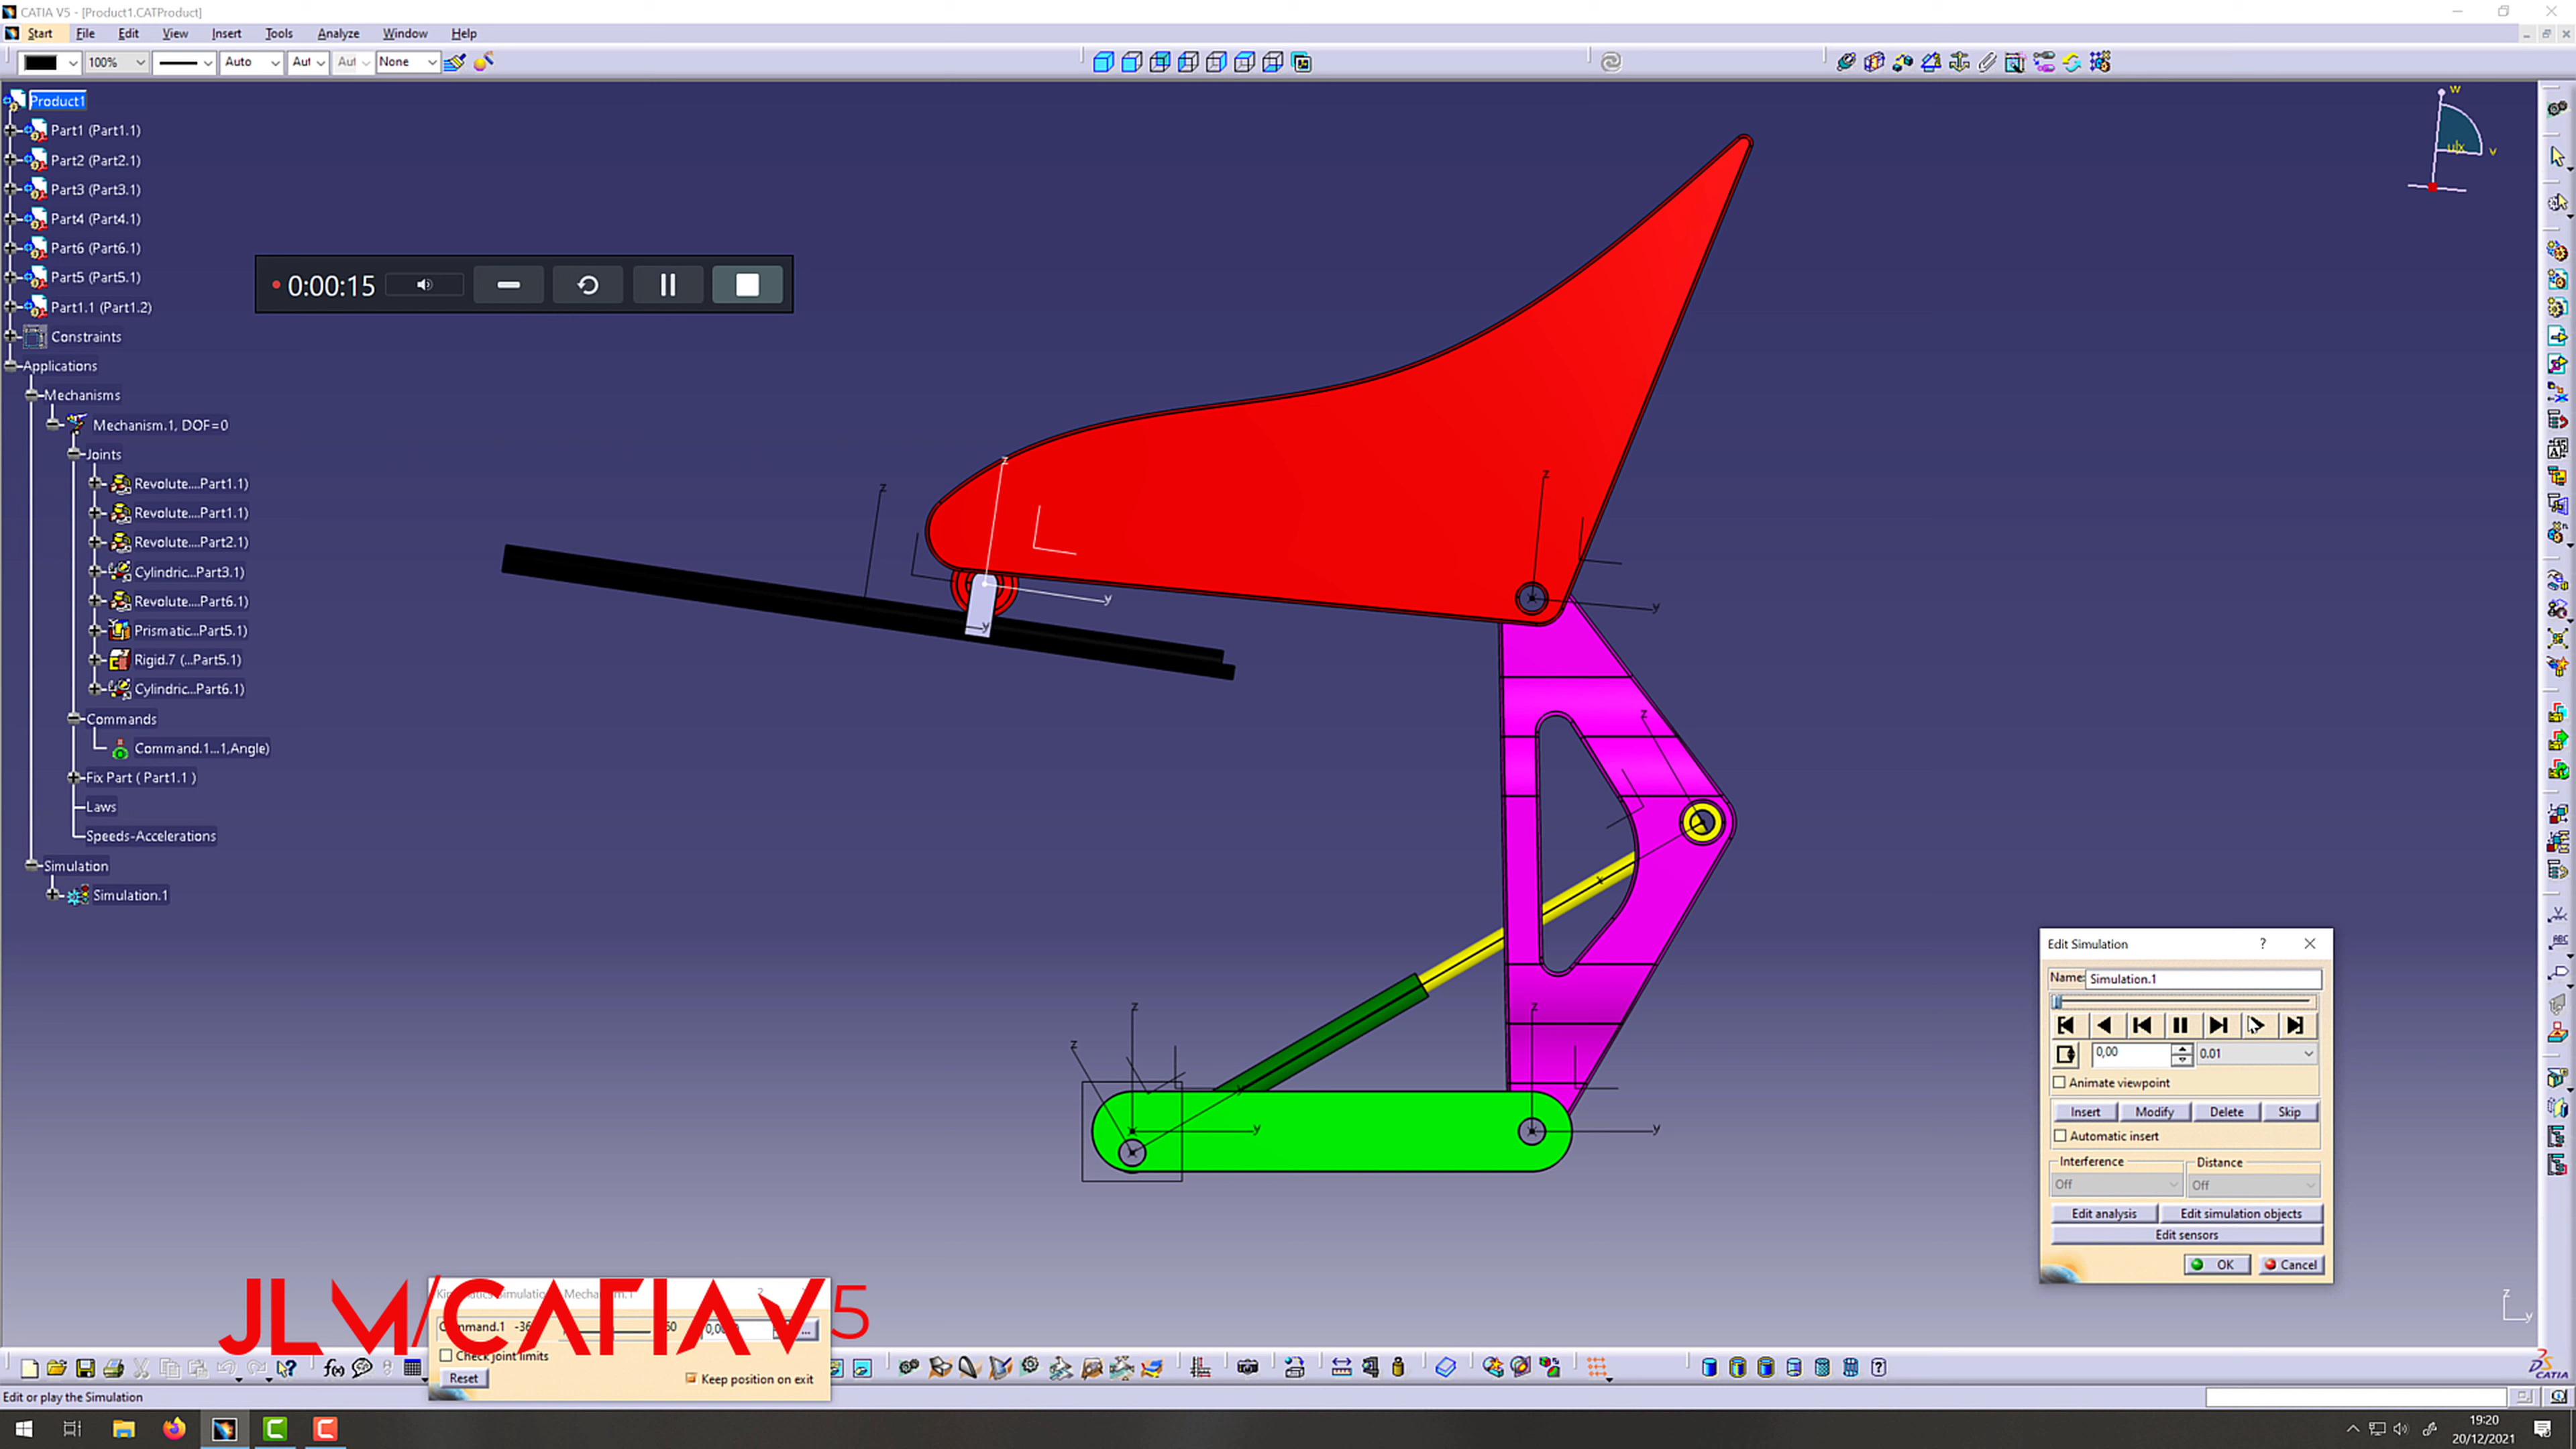 CATIA V5 - [Product1.CATProduct]
Start File Edit View Insert Tools Analyze Window Help
100% Auto Aut Aut None
Product1
Part1 (Part1.1)
Part2 (Part2.1)
Part3 (Part3.1)
Part4 (Part4.1)
Part6 (Part6.1)
Part5 (Part5.1)
Part1.1 (Part1.2)
Constraints
Applications
Mechanisms
Mechanism.1, DOF=0
Joints
Revolute....Part1.1)
Revolute....Part1.1)
Revolute....Part2.1)
Cylindric...Part3.1)
Revolute....Part6.1)
Prismatic...Part5.1)
Rigid.7 (...Part5.1)
Cylindric...Part6.1)
Commands
Command.1...1,Angle)
Fix Part ( Part1.1 )
Laws
Speeds-Accelerations
Simulation
Simulation.1
0:00:15
w
v
z
z
z
y
y
y
z
z
z
z
y
y
Edit Simulation ?
Name: Simulation.1
0,00 0.01
Animate viewpoint
Insert Modify Delete Skip
Automatic insert
Interference Distance
Off Off
Edit analysis Edit simulation objects
Edit sensors
OK Cancel
z
y
JLM/CATIAV5
Command.1
Check joint limits
Reset
Keep position on exit
f(x)
ABC
CATIA
Edit or play the Simulation
19:20
20/12/2021